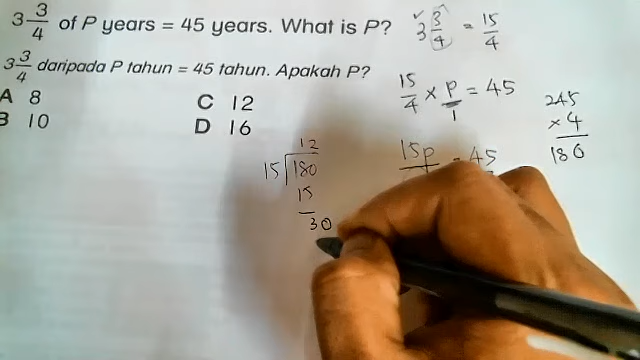 3 3/4 of P years = 45 years. What is P?
3 3/4 daripada P tahun = 45 tahun. Apakah P?
A 8
B 10
C 12
D 16
3 3/4 = 15/4
15/4 × P/1 = 45
15P = 45
245
× 4
180
12
15 180
15
30